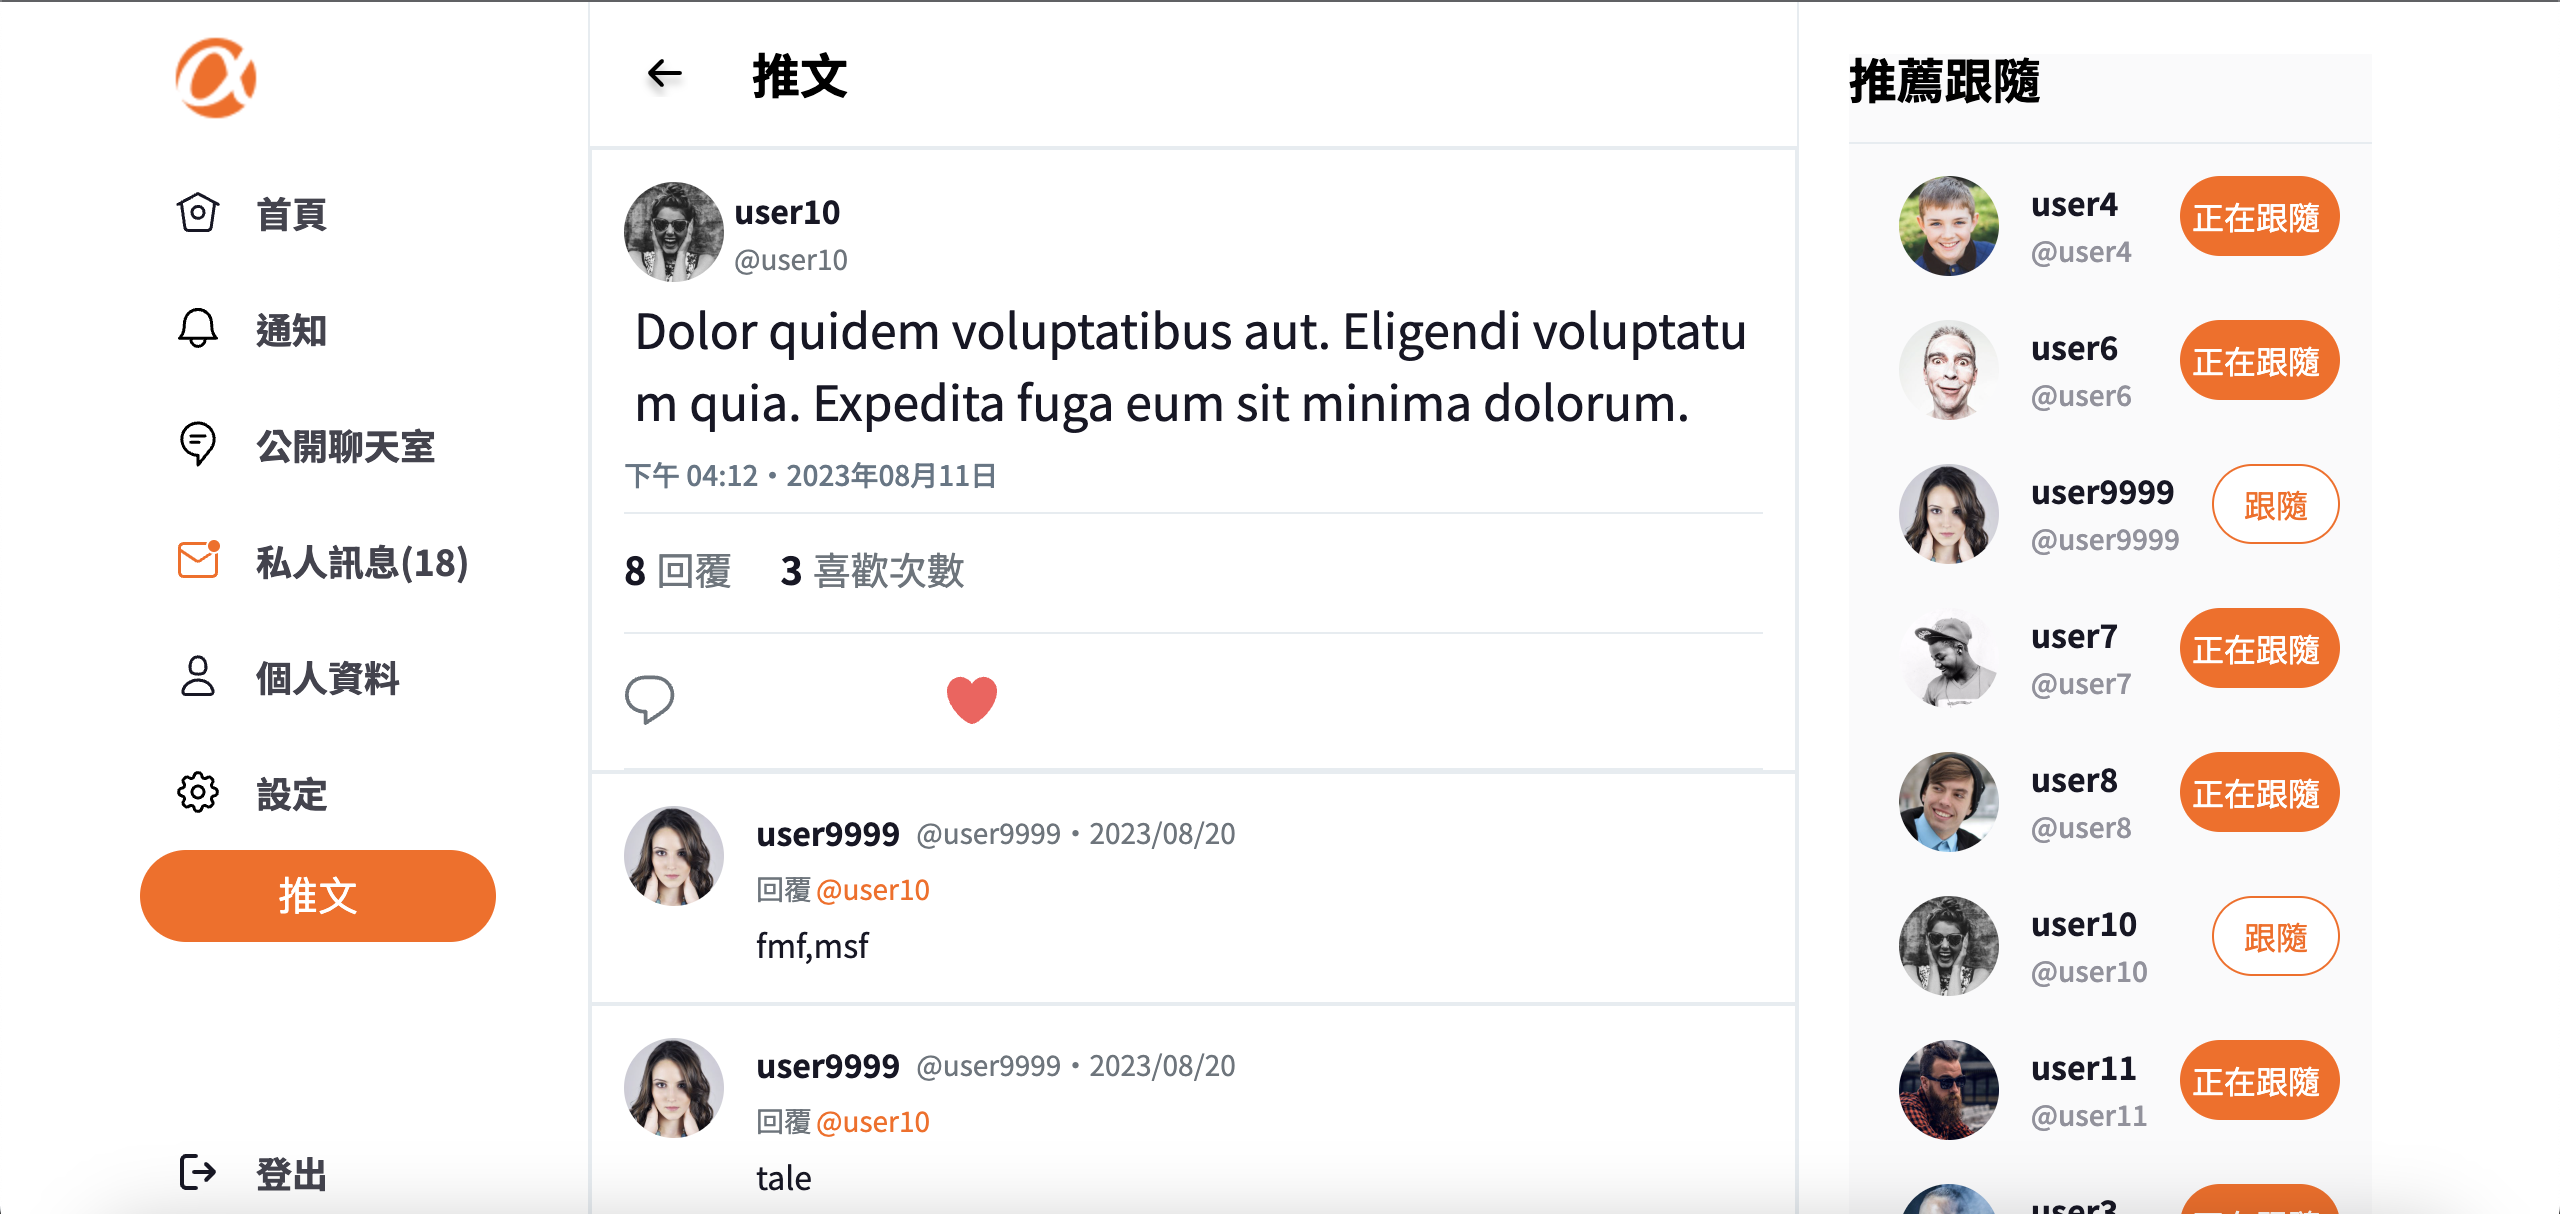 首頁
通知
公開聊天室
私人訊息(18)
個人資料
設定
推文
登出
推文
user10
@user10
Dolor quidem voluptatibus aut. Eligendi voluptatu
m quia. Expedita fuga eum sit minima dolorum.
下午 04:12・2023年08月11日
8 回覆 3 喜歡次數
user9999 @user9999・2023/08/20
回覆 @user10
fmf,msf
user9999 @user9999・2023/08/20
回覆 @user10
tale
推薦跟隨
user4
@user4
正在跟隨
user6
@user6
正在跟隨
user9999
@user9999
跟隨
user7
@user7
正在跟隨
user8
@user8
正在跟隨
user10
@user10
跟隨
user11
@user11
正在跟隨
user3